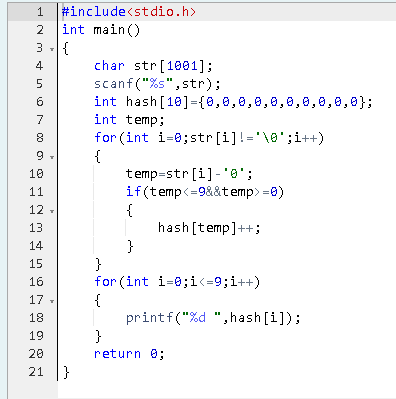 1 #include<stdio.h>
2 int main()
3 {
4 char str[1001];
5 scanf("%s",str);
6 int hash[10]={0,0,0,0,0,0,0,0,0,0};
7 int temp;
8 for(int i=0;str[i]!='\0';i++)
9 {
10 temp=str[i]-'0';
11 if(temp<=9&&temp>=0)
12 {
13 hash[temp]++;
14 }
15 }
16 for(int i=0;i<=9;i++)
17 {
18 printf("%d ",hash[i]);
19 }
20 return 0;
21 }